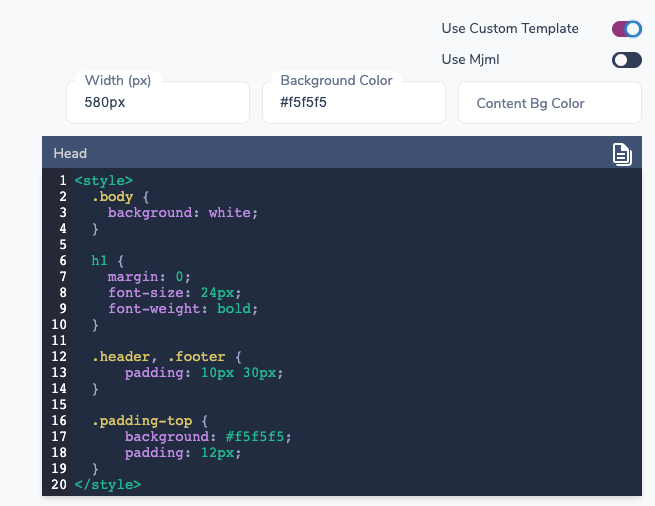 Use Custom Template
Use Mjml
Width (px)
580px
Background Color
#f5f5f5
Content Bg Color
Head
1 <style>
2   .body {
3     background: white;
4   }
5
6   h1 {
7     margin: 0;
8     font-size: 24px;
9     font-weight: bold;
10   }
11
12   .header, .footer {
13       padding: 10px 30px;
14   }
15
16   .padding-top {
17       background: #f5f5f5;
18       padding: 12px;
19   }
20 </style>